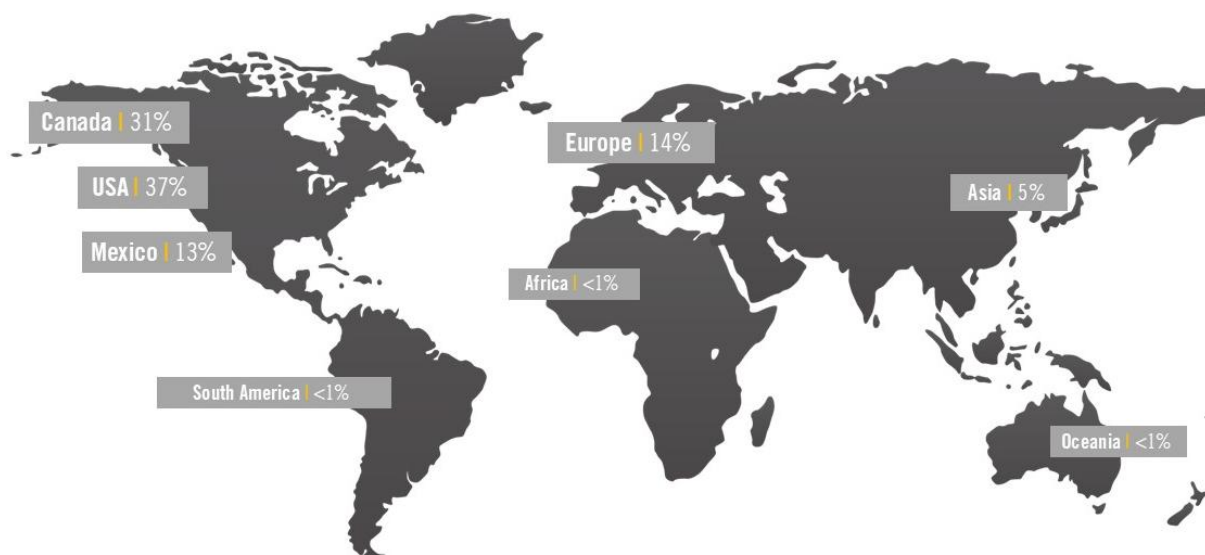 Canada | 31%
USA | 37%
Mexico | 13%
South America | <1%
Europe | 14%
Africa | <1%
Asia | 5%
Oceania | <1%